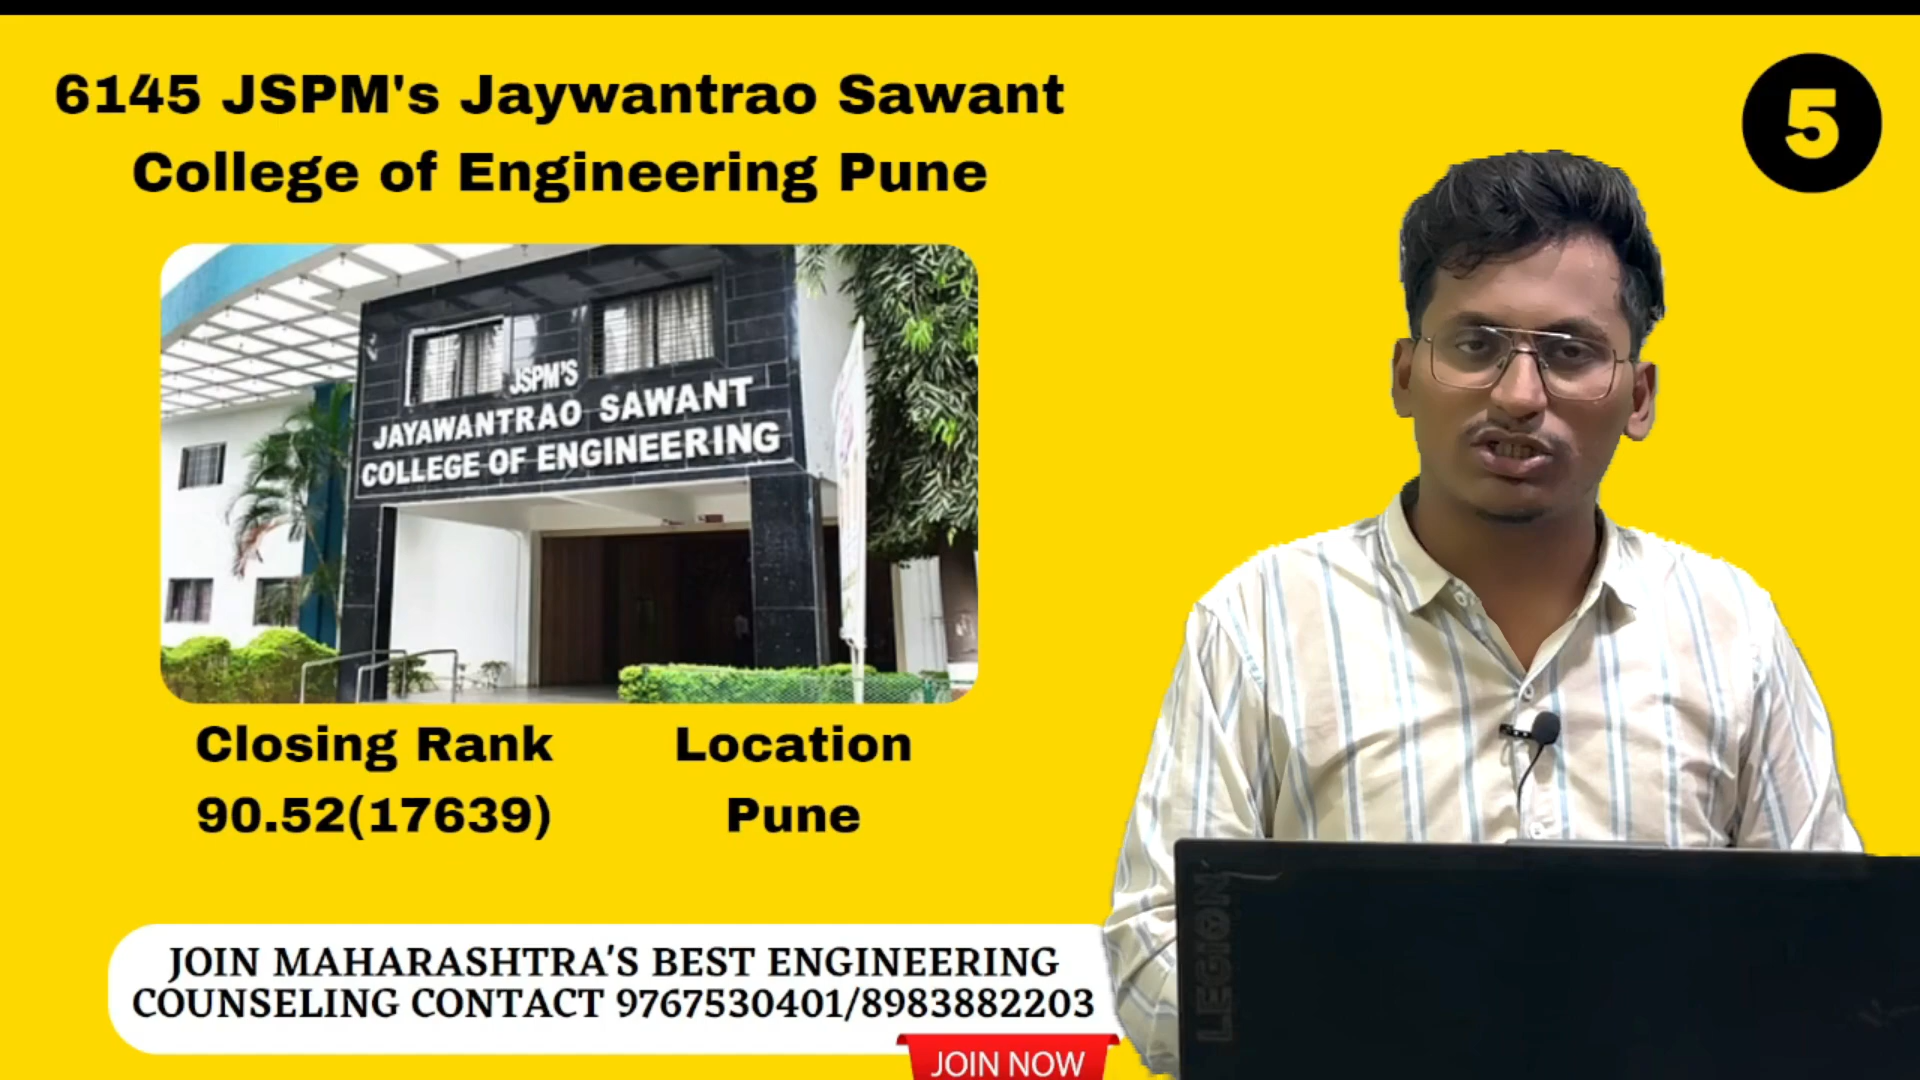 6145 JSPM's Jaywantrao Sawant
College of Engineering Pune
5
JSPM'S
JAYAWANTRAO SAWANT
COLLEGE OF ENGINEERING
Closing Rank
90.52(17639)
Location
Pune
JOIN MAHARASHTRA'S BEST ENGINEERING
COUNSELING CONTACT 9767530401/8983882203
JOIN NOW
LEGION